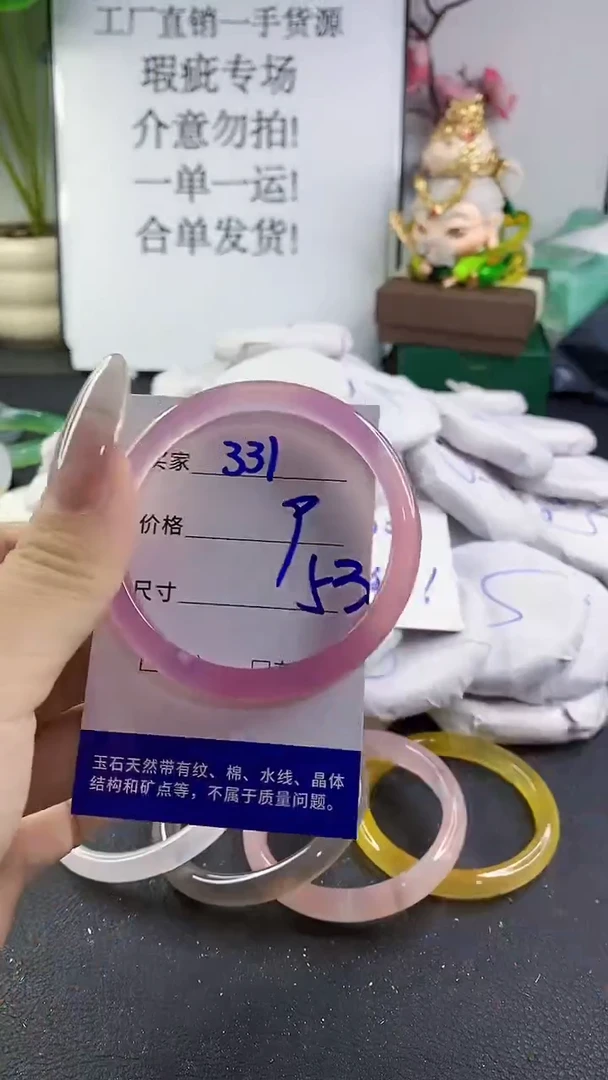 工厂直销一手货源
瑕疵专场
介意勿拍!
一单一运!
合单发货!
买家 331
价格
尺寸 53
玉石天然带有纹、棉、水线、晶体
结构和矿点等，不属于质量问题。